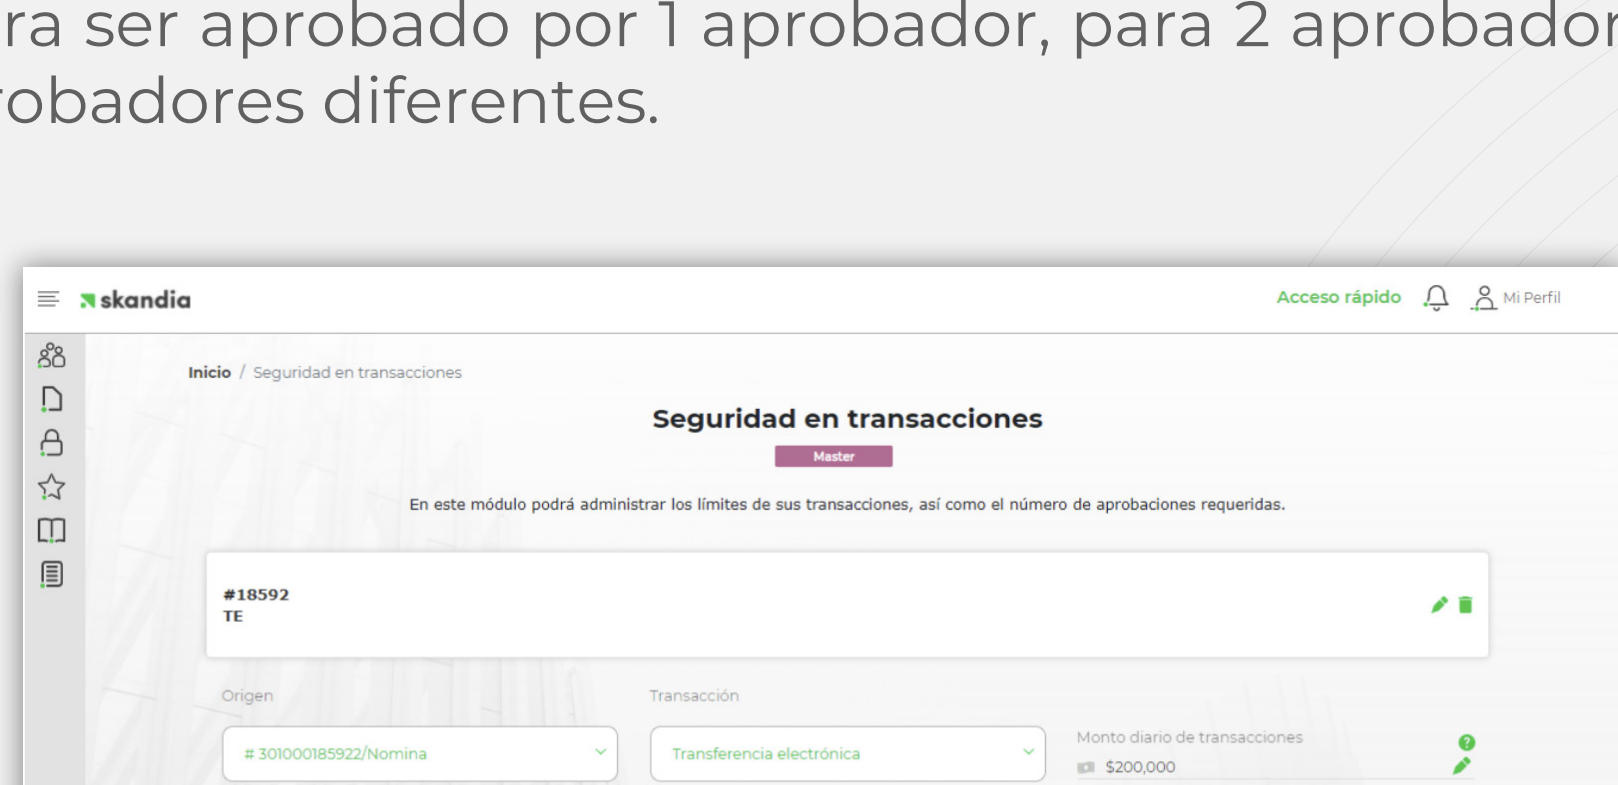 ra ser aprobado por 1 aprobador, para 2 aprobador
robadores diferentes.
skandia
Acceso rápido
Mi Perfil
Inicio / Seguridad en transacciones
Seguridad en transacciones
Master
En este módulo podrá administrar los límites de sus transacciones, así como el número de aprobaciones requeridas.
#18592
TE
Origen
Transacción
# 301000185922/Nomina
Transferencia electrónica
Monto diario de transacciones
$200,000